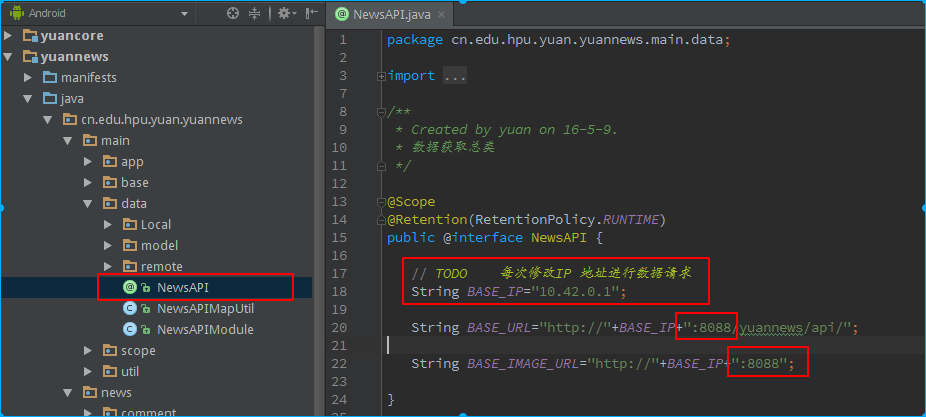 Android
NewsAPI.java
yuancore
yuannews
manifests
java
cn.edu.hpu.yuan.yuannews
main
app
base
data
Local
model
remote
NewsAPI
NewsAPIMapUtil
NewsAPIModule
scope
util
news
comment
1 package cn.edu.hpu.yuan.yuannews.main.data;
2
3 import ...
7
8 /**
9 * Created by yuan on 16-5-9.
10 * 数据获取总类
11 */
12
13 @Scope
14 @Retention(RetentionPolicy.RUNTIME)
15 public @interface NewsAPI {
16
17 // TODO 每次修改IP 地址进行数据请求
18 String BASE_IP="10.42.0.1";
19
20 String BASE_URL="http://"+BASE_IP+":8088/yuannews/api/";
21
22 String BASE_IMAGE_URL="http://"+BASE_IP+":8088";
23
24 }
25